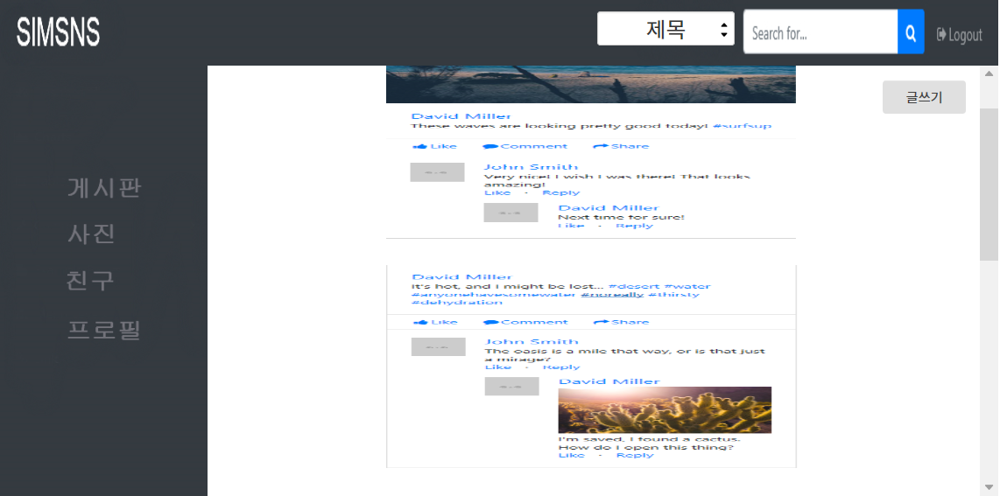 SIMSNS
제목
Search for...
Logout
글쓰기
게시판
사진
친구
프로필
David Miller
These waves are looking pretty good today! #surfsup
Like Comment Share
John Smith
Very nice! I wish I was there! That looks
amazing!
Like · Reply
David Miller
Next time for sure!
Like · Reply
David Miller
It's hot, and I might be lost... #desert #water
#anyonehavesomewater #noreally #thirsty
#dehydration
Like Comment Share
John Smith
The oasis is a mile that way, or is that just
a mirage?
Like · Reply
David Miller
I'm saved, I found a cactus.
How do I open this thing?
Like · Reply